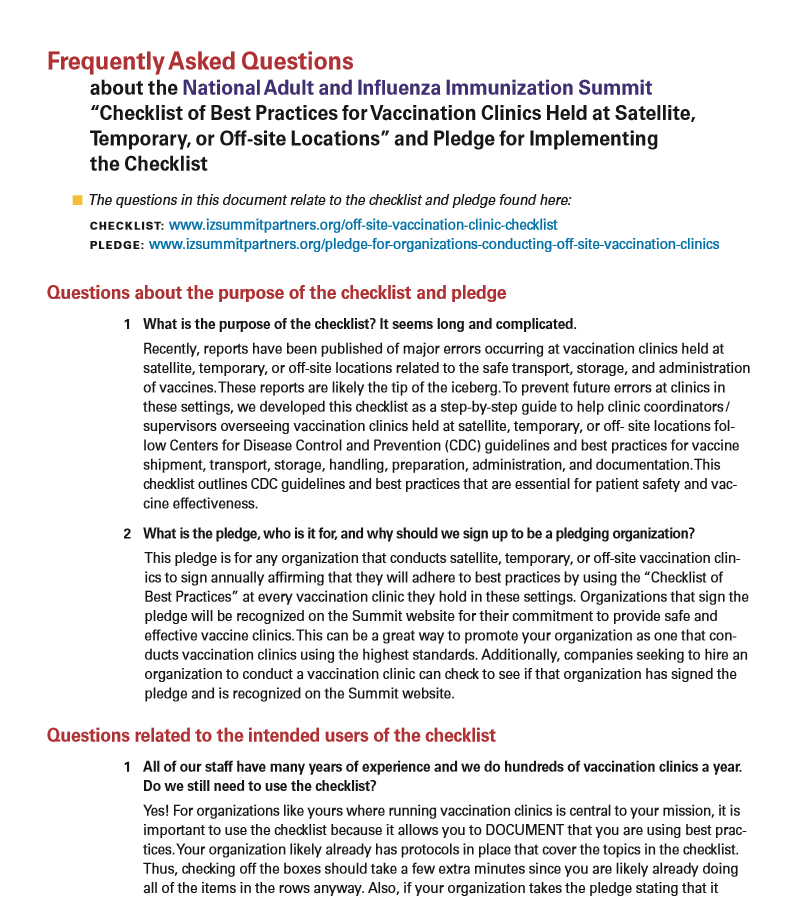 Frequently Asked Questions
about the National Adult and Influenza Immunization Summit
“Checklist of Best Practices for Vaccination Clinics Held at Satellite,
Temporary, or Off-site Locations” and Pledge for Implementing
the Checklist
The questions in this document relate to the checklist and pledge found here:
CHECKLIST: www.izsummitpartners.org/off-site-vaccination-clinic-checklist
PLEDGE: www.izsummitpartners.org/pledge-for-organizations-conducting-off-site-vaccination-clinics
Questions about the purpose of the checklist and pledge
1 What is the purpose of the checklist? It seems long and complicated.
Recently, reports have been published of major errors occurring at vaccination clinics held at
satellite, temporary, or off-site locations related to the safe transport, storage, and administration
of vaccines. These reports are likely the tip of the iceberg. To prevent future errors at clinics in
these settings, we developed this checklist as a step-by-step guide to help clinic coordinators/
supervisors overseeing vaccination clinics held at satellite, temporary, or off- site locations fol-
low Centers for Disease Control and Prevention (CDC) guidelines and best practices for vaccine
shipment, transport, storage, handling, preparation, administration, and documentation. This
checklist outlines CDC guidelines and best practices that are essential for patient safety and vac-
cine effectiveness.
2 What is the pledge, who is it for, and why should we sign up to be a pledging organization?
This pledge is for any organization that conducts satellite, temporary, or off-site vaccination clin-
ics to sign annually affirming that they will adhere to best practices by using the “Checklist of
Best Practices” at every vaccination clinic they hold in these settings. Organizations that sign the
pledge will be recognized on the Summit website for their commitment to provide safe and
effective vaccine clinics. This can be a great way to promote your organization as one that con-
ducts vaccination clinics using the highest standards. Additionally, companies seeking to hire an
organization to conduct a vaccination clinic can check to see if that organization has signed the
pledge and is recognized on the Summit website.
Questions related to the intended users of the checklist
1 All of our staff have many years of experience and we do hundreds of vaccination clinics a year.
Do we still need to use the checklist?
Yes! For organizations like yours where running vaccination clinics is central to your mission, it is
important to use the checklist because it allows you to DOCUMENT that you are using best prac-
tices. Your organization likely already has protocols in place that cover the topics in the checklist.
Thus, checking off the boxes should take a few extra minutes since you are likely already doing
all of the items in the rows anyway. Also, if your organization takes the pledge stating that it